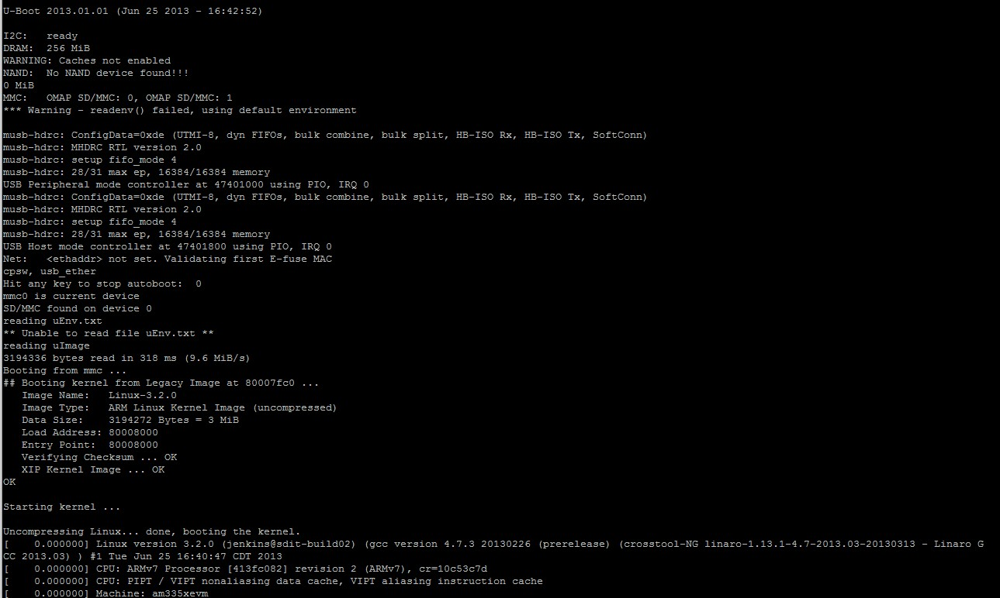 U-Boot 2013.01.01 (Jun 25 2013 - 16:42:52)
I2C:   ready
DRAM:  256 MiB
WARNING: Caches not enabled
NAND:  No NAND device found!!!
0 MiB
MMC:   OMAP SD/MMC: 0, OMAP SD/MMC: 1
*** Warning - readenv() failed, using default environment
musb-hdrc: ConfigData=0xde (UTMI-8, dyn FIFOs, bulk combine, bulk split, HB-ISO Rx, HB-ISO Tx, SoftConn)
musb-hdrc: MHDRC RTL version 2.0
musb-hdrc: setup fifo_mode 4
musb-hdrc: 28/31 max ep, 16384/16384 memory
USB Peripheral mode controller at 47401000 using PIO, IRQ 0
musb-hdrc: ConfigData=0xde (UTMI-8, dyn FIFOs, bulk combine, bulk split, HB-ISO Rx, HB-ISO Tx, SoftConn)
musb-hdrc: MHDRC RTL version 2.0
musb-hdrc: setup fifo_mode 4
musb-hdrc: 28/31 max ep, 16384/16384 memory
USB Host mode controller at 47401800 using PIO, IRQ 0
Net:   <ethaddr> not set. Validating first E-fuse MAC
cpsw, usb_ether
Hit any key to stop autoboot:  0
mmc0 is current device
SD/MMC found on device 0
reading uEnv.txt
** Unable to read file uEnv.txt **
reading uImage
3194336 bytes read in 318 ms (9.6 MiB/s)
Booting from mmc ...
## Booting kernel from Legacy Image at 80007fc0 ...
   Image Name:   Linux-3.2.0
   Image Type:   ARM Linux Kernel Image (uncompressed)
   Data Size:    3194272 Bytes = 3 MiB
   Load Address: 80008000
   Entry Point:  80008000
   Verifying Checksum ... OK
   XIP Kernel Image ... OK
OK
Starting kernel ...
Uncompressing Linux... done, booting the kernel.
[    0.000000] Linux version 3.2.0 (jenkins@sdit-build02) (gcc version 4.7.3 20130226 (prerelease) (crosstool-NG linaro-1.13.1-4.7-2013.03-20130313 - Linaro G
CC 2013.03) ) #1 Tue Jun 25 16:40:47 CDT 2013
[    0.000000] CPU: ARMv7 Processor [413fc082] revision 2 (ARMv7), cr=10c53c7d
[    0.000000] CPU: PIPT / VIPT nonaliasing data cache, VIPT aliasing instruction cache
[    0.000000] Machine: am335xevm